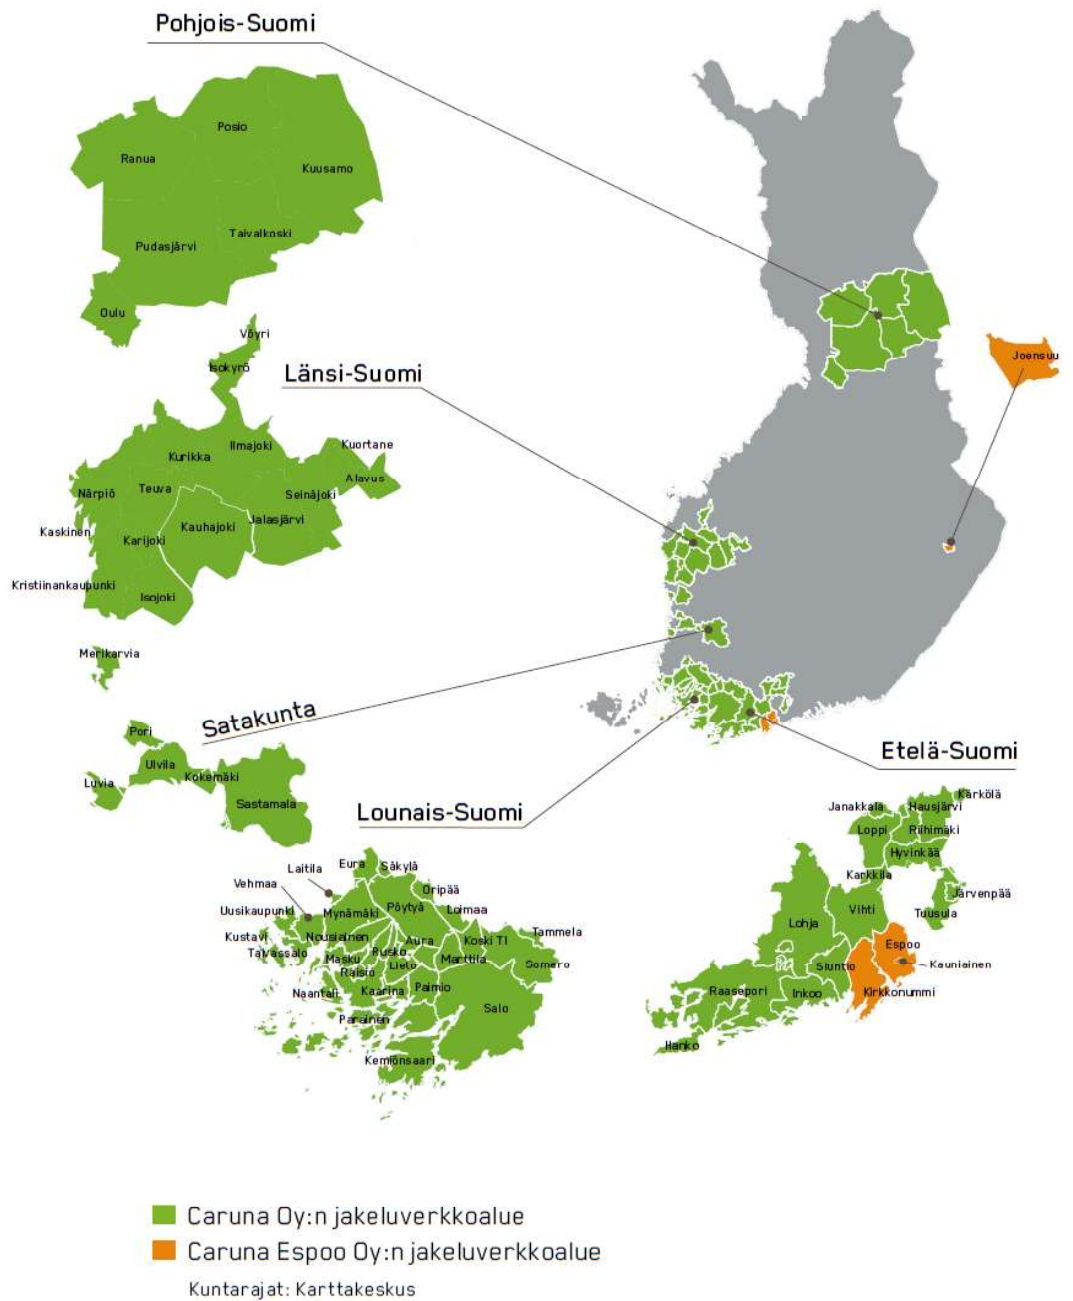 Pohjois-Suomi
Posio
Ranua
Kuusamo
Taivalkoski
Pudasjärvi
Oulu
Vöyri
Isokyrö
Länsi-Suomi
Joensuu
Ilmajoki
Kuortane
Kurikka
Alavus
Teuva
Närpiö
Seinäjoki
Kaskinen
Kauhajoki
Jalasjärvi
Karijoki
Kristiinankaupunki
Isojoki
Merikarvia
Satakunta
Pori
Ulvila
Kokemäki
Luvia
Sastamala
Etelä-Suomi
Lounais-Suomi
Kärkölä
Janakkala
Hausjärvi
Loppi
Riihimäki
Hyvinkää
Karkkila
Järvenpää
Tuusula
Vihti
Lohja
Espoo
Kauniainen
Siuntio
Kirkkonummi
Raasepori
Inkoo
Hanko
Eura
Säkylä
Laitila
Vehmaa
Oripää
Uusikaupunki
Mynämäki
Pöytyä
Loimaa
Kustavi
Nousiainen
Aura
Koski Tl
Tammela
Taivassalo
Masku
Rusko
Marttila
Lieto
Somero
Raisio
Naantali
Kaarina
Paimio
Salo
Parainen
Kemiönsaari
Caruna Oy:n jakeluverkkoalue
Caruna Espoo Oy:n jakeluverkkoalue
Kuntarajat: Karttakeskus